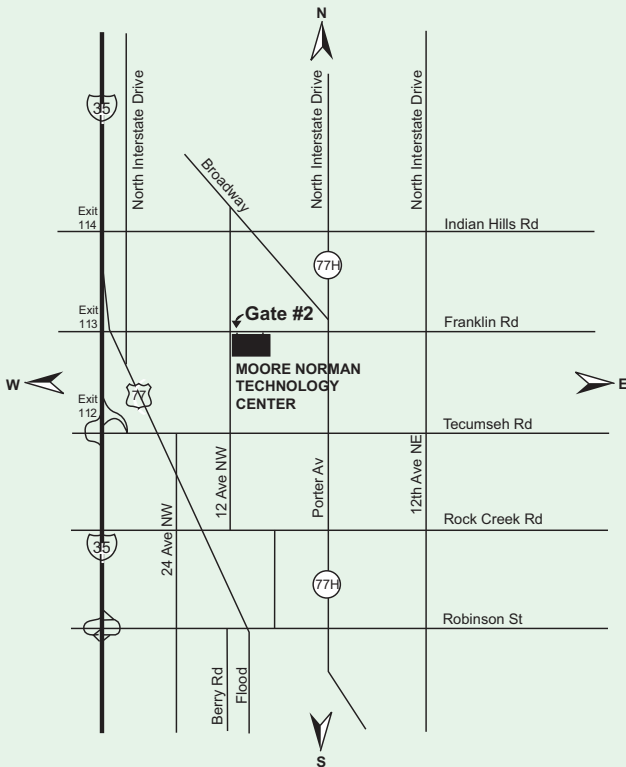 N
35
North Interstate Drive
North Interstate Drive
North Interstate Drive
Broadway
Exit
114
Indian Hills Rd
77H
Gate #2
Exit
113
Franklin Rd
MOORE NORMAN
TECHNOLOGY
CENTER
W
E
77
Exit
112
Tecumseh Rd
24 Ave NW
12 Ave NW
Porter Av
12th Ave NE
Rock Creek Rd
35
77H
Robinson St
Berry Rd
Flood
S